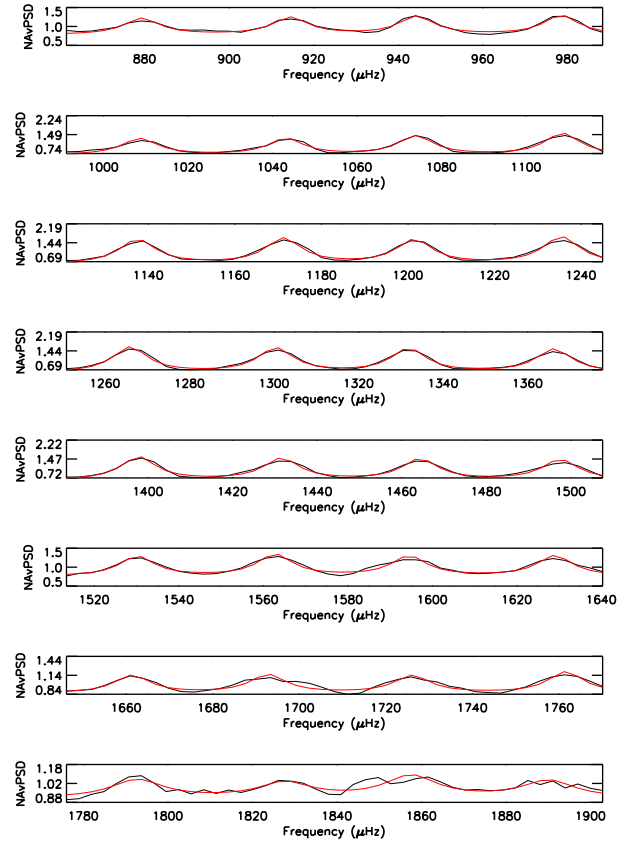 NAvPSD
1.5
1.0
0.5
880 900 920 940 960 980
Frequency (μHz)
NAvPSD
2.24
1.49
0.74
1000 1020 1040 1060 1080 1100
Frequency (μHz)
NAvPSD
2.19
1.44
0.69
1140 1160 1180 1200 1220 1240
Frequency (μHz)
NAvPSD
2.19
1.44
0.69
1260 1280 1300 1320 1340 1360
Frequency (μHz)
NAvPSD
2.22
1.47
0.72
1400 1420 1440 1460 1480 1500
Frequency (μHz)
NAvPSD
1.5
1.0
0.5
1520 1540 1560 1580 1600 1620 1640
Frequency (μHz)
NAvPSD
1.44
1.14
0.84
1660 1680 1700 1720 1740 1760
Frequency (μHz)
NAvPSD
1.18
1.02
0.88
1780 1800 1820 1840 1860 1880 1900
Frequency (μHz)